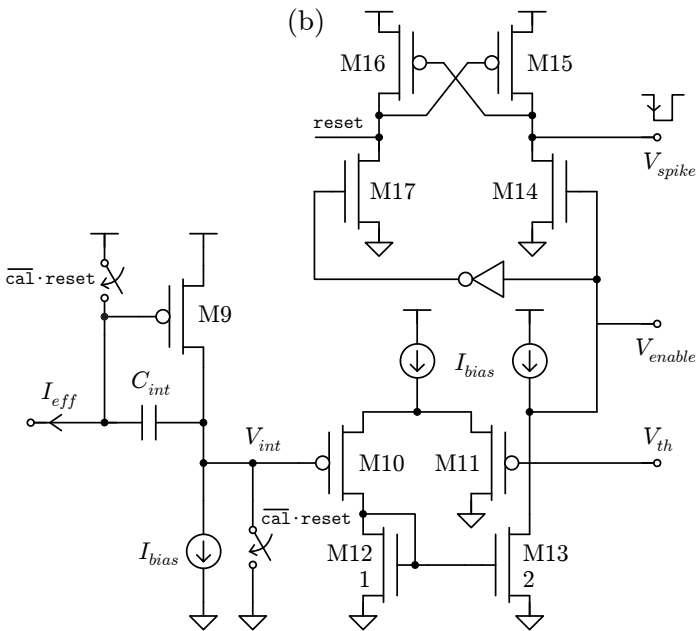 (b)
M16
M15
reset
V_spike
M17
M14
cal·reset
M9
V_enable
I_bias
I_eff
C_int
V_int
V_th
M10
M11
cal·reset
I_bias
M12
1
M13
2